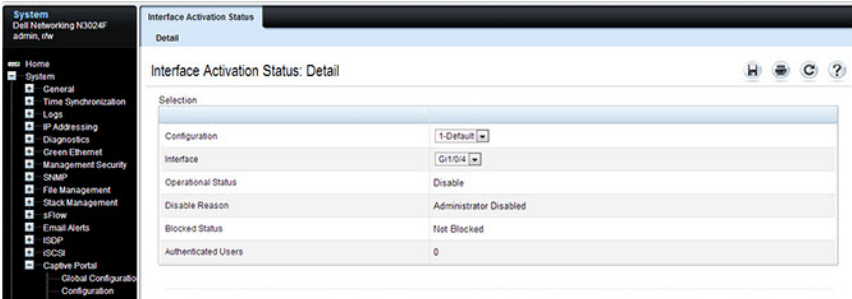 System
Dell Networking N3024F
admin, r/w
Home
System
General
Time Synchronization
Logs
IP Addressing
Diagnostics
Green Ethernet
Management Security
SNMP
File Management
Stack Management
sFlow
Email Alerts
ISDP
iSCSI
Captive Portal
Global Configuratio
Configuration
Interface Activation Status
Detail
Interface Activation Status: Detail
Selection
Configuration 1-Default
Interface Gi1/0/4
Operational Status Disable
Disable Reason Administrator Disabled
Blocked Status Not Blocked
Authenticated Users 0